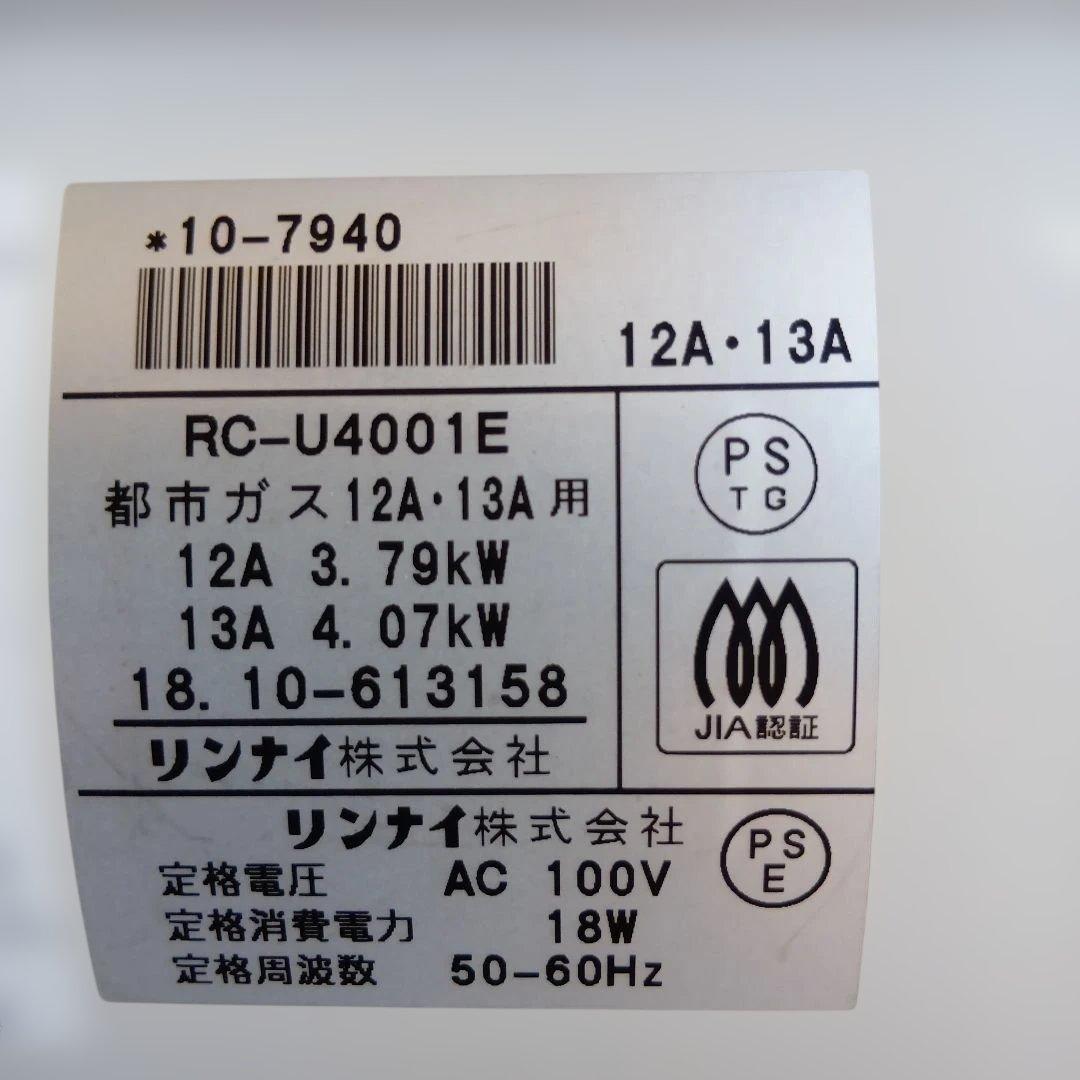 *10-7940
12A・13A
RC-U4001E
都市ガス12A・13A用
12A 3.79kW
13A 4.07kW
18.10-613158
リンナイ株式会社
PS
TG
JIA認証
リンナイ株式会社
定格電圧 AC 100V
定格消費電力 18W
定格周波数 50-60Hz
PS
E